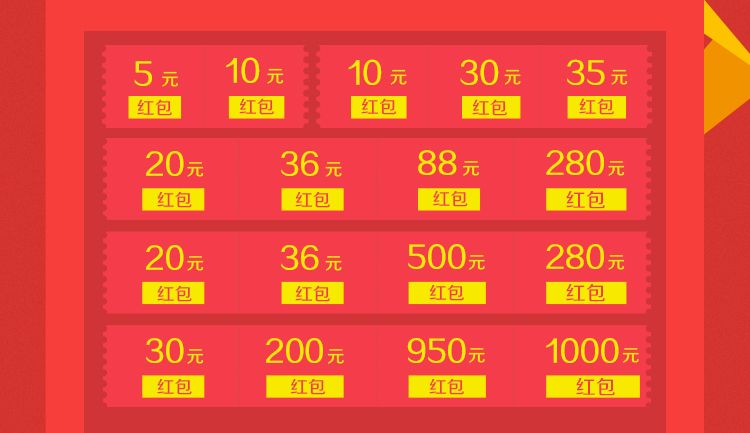 5元 10元 10元 30元 35元
红包 红包 红包 红包 红包
20元 36元 88元 280元
红包 红包 红包 红包
20元 36元 500元 280元
红包 红包 红包 红包
30元 200元 950元 1000元
红包 红包 红包 红包